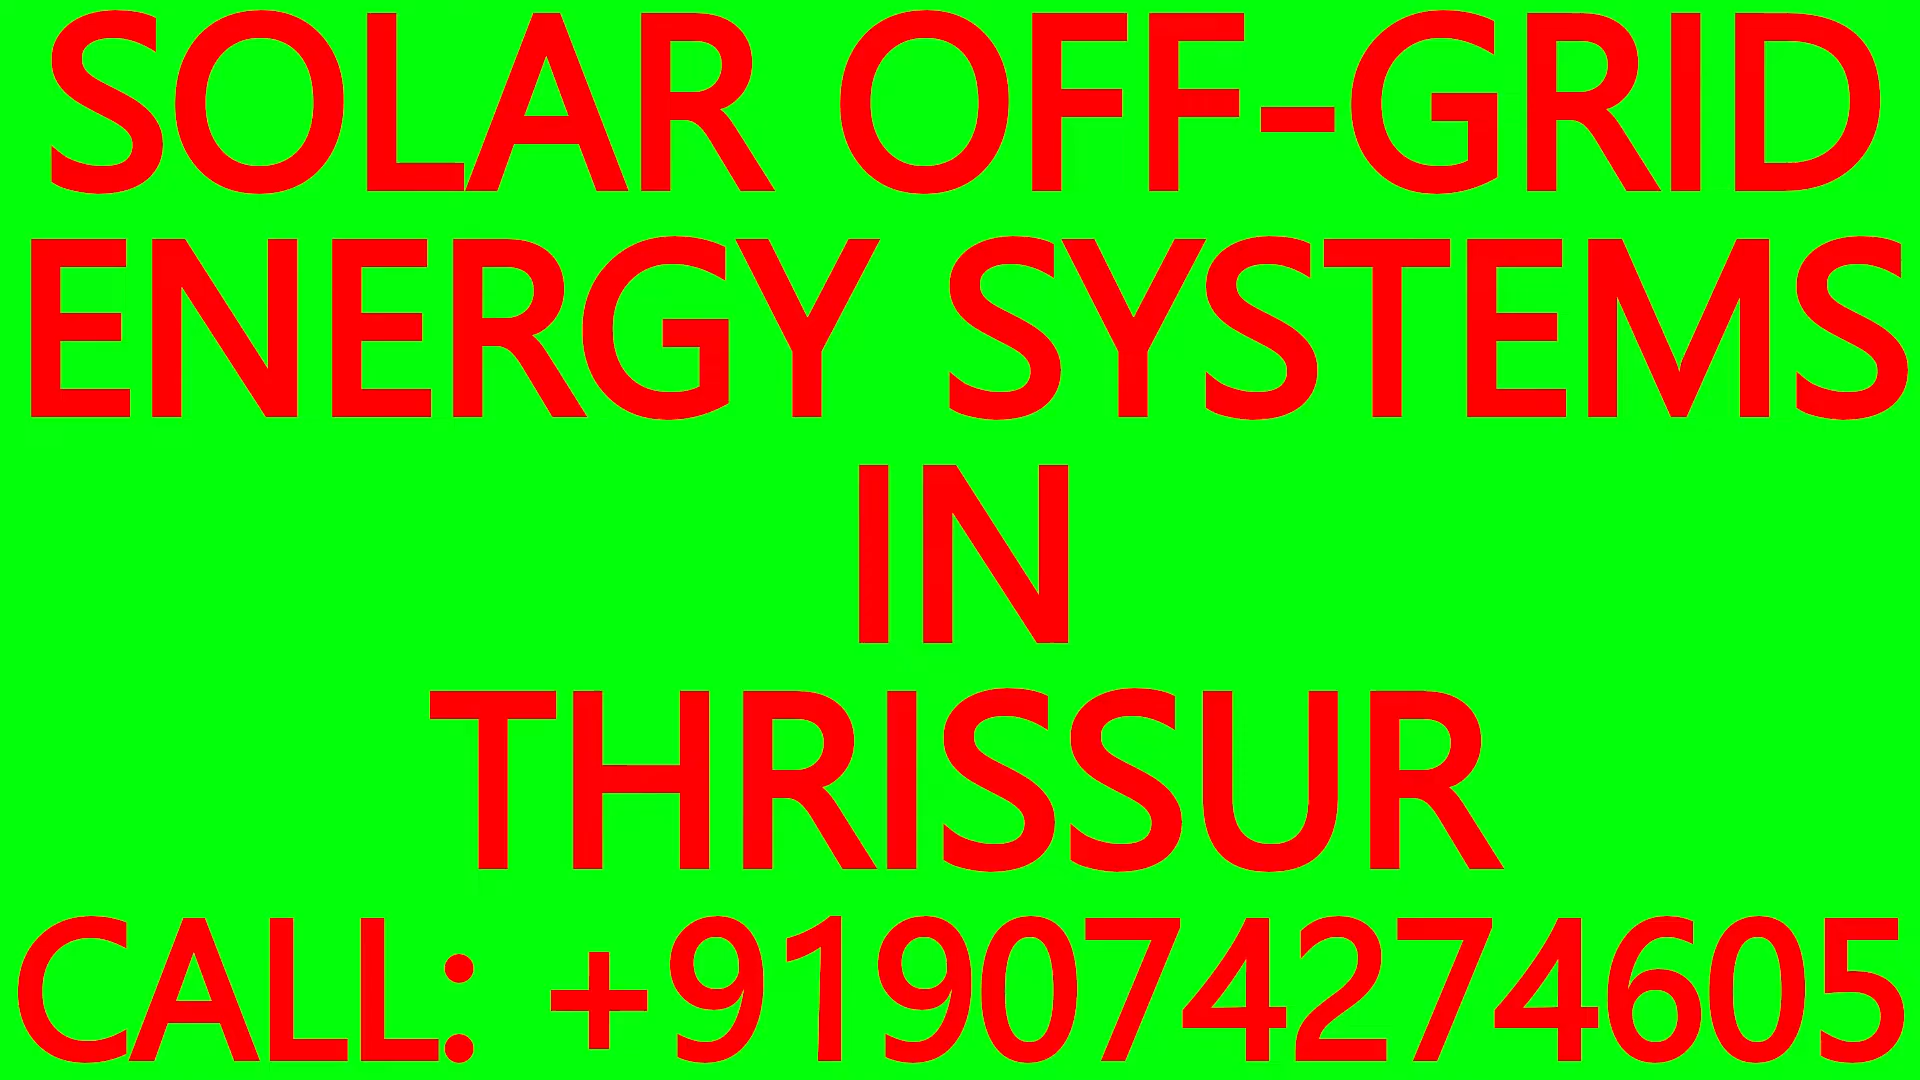 SOLAR OFF-GRID
ENERGY SYSTEMS
IN
THRISSUR
CALL: +919074274605